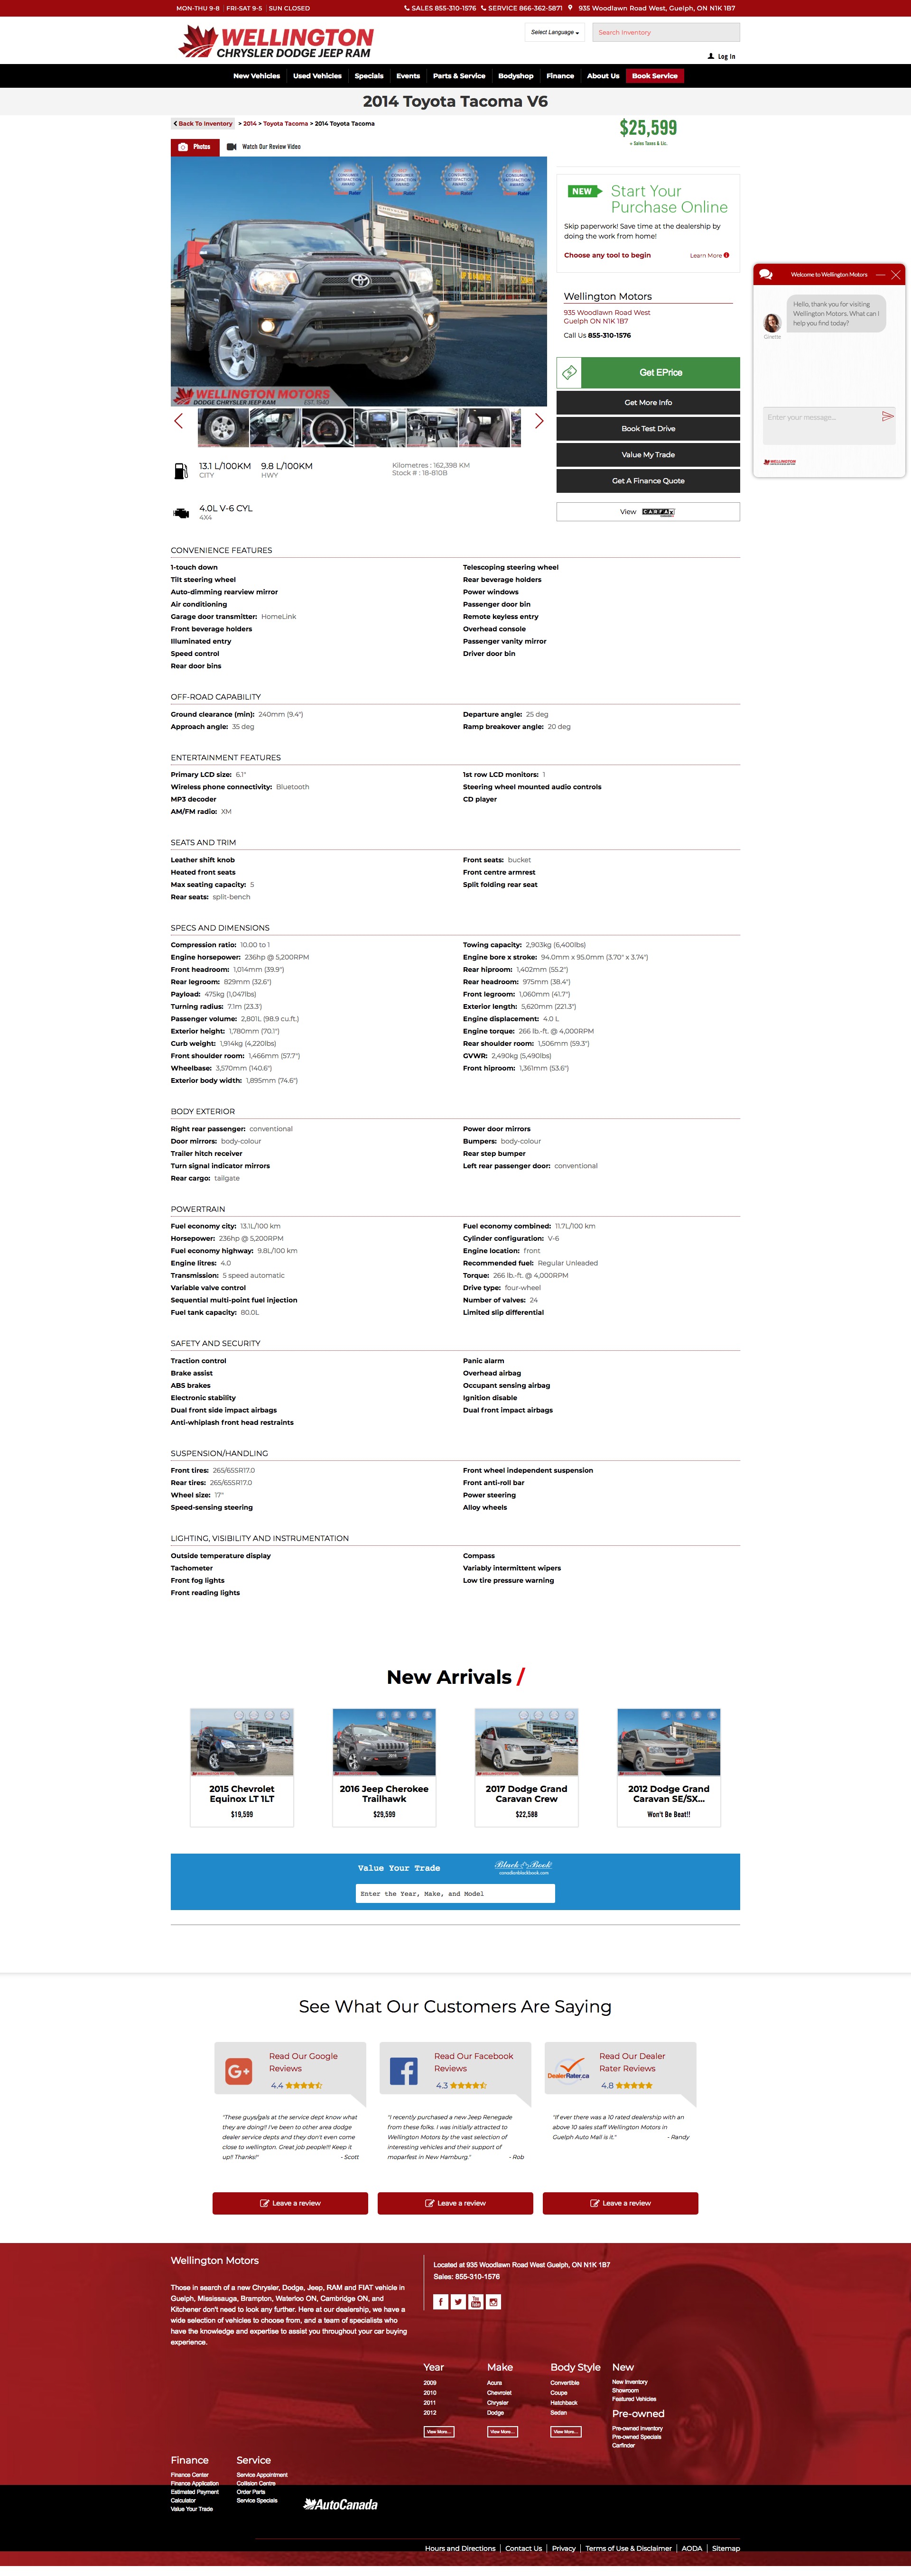 MON-THU 9-8 FRI-SAT 9-5 SUN CLOSED SALES 855-310-1576 SERVICE 866-362-5871 935 Woodlawn Road West, Guelph, ON N1K 1B7
WELLINGTON
CHRYSLER DODGE JEEP RAM
Select Language
Search Inventory
Log In
New Vehicles Used Vehicles Specials Events Parts & Service Bodyshop Finance About Us Book Service
2014 Toyota Tacoma V6
Back To Inventory > 2014 > Toyota Tacoma > 2014 Toyota Tacoma
$25,599
+ Sales Taxes & Lic.
Photos Watch Our Review Video
CONSUMER SATISFACTION AWARD
Wellington
WELLINGTON MOTORS
DODGE CHRYSLER JEEP RAM EST. 1940
NEW Start Your
Purchase Online
Skip paperwork! Save time at the dealership by
doing the work from home!
Choose any tool to begin Learn More
Wellington Motors
935 Woodlawn Road West
Guelph ON N1K 1B7
Call Us 855-310-1576
Get EPrice
Get More Info
Book Test Drive
Value My Trade
Get A Finance Quote
View CARFAX
Welcome to Wellington Motors
Hello, thank you for visiting
Wellington Motors. What can I
help you find today?
Ginette
Enter your message...
WELLINGTON
13.1 L/100KM 9.8 L/100KM
CITY HWY
Kilometres : 162,398 KM
Stock # : 18-810B
4.0L V-6 CYL
4X4
CONVENIENCE FEATURES
1-touch down Telescoping steering wheel
Tilt steering wheel Rear beverage holders
Auto-dimming rearview mirror Power windows
Air conditioning Passenger door bin
Garage door transmitter: HomeLink Remote keyless entry
Front beverage holders Overhead console
Illuminated entry Passenger vanity mirror
Speed control Driver door bin
Rear door bins
OFF-ROAD CAPABILITY
Ground clearance (min): 240mm (9.4") Departure angle: 25 deg
Approach angle: 35 deg Ramp breakover angle: 20 deg
ENTERTAINMENT FEATURES
Primary LCD size: 6.1" 1st row LCD monitors: 1
Wireless phone connectivity: Bluetooth Steering wheel mounted audio controls
MP3 decoder CD player
AM/FM radio: XM
SEATS AND TRIM
Leather shift knob Front seats: bucket
Heated front seats Front centre armrest
Max seating capacity: 5 Split folding rear seat
Rear seats: split-bench
SPECS AND DIMENSIONS
Compression ratio: 10.00 to 1 Towing capacity: 2,903kg (6,400lbs)
Engine horsepower: 236hp @ 5,200RPM Engine bore x stroke: 94.0mm x 95.0mm (3.70" x 3.74")
Front headroom: 1,014mm (39.9") Rear hiproom: 1,402mm (55.2")
Rear legroom: 829mm (32.6") Rear headroom: 975mm (38.4")
Payload: 475kg (1,047lbs) Front legroom: 1,060mm (41.7")
Turning radius: 7.1m (23.3') Exterior length: 5,620mm (221.3")
Passenger volume: 2,801L (98.9 cu.ft.) Engine displacement: 4.0 L
Exterior height: 1,780mm (70.1") Engine torque: 266 lb.-ft. @ 4,000RPM
Curb weight: 1,914kg (4,220lbs) Rear shoulder room: 1,506mm (59.3")
Front shoulder room: 1,466mm (57.7") GVWR: 2,490kg (5,490lbs)
Wheelbase: 3,570mm (140.6") Front hiproom: 1,361mm (53.6")
Exterior body width: 1,895mm (74.6")
BODY EXTERIOR
Right rear passenger: conventional Power door mirrors
Door mirrors: body-colour Bumpers: body-colour
Trailer hitch receiver Rear step bumper
Turn signal indicator mirrors Left rear passenger door: conventional
Rear cargo: tailgate
POWERTRAIN
Fuel economy city: 13.1L/100 km Fuel economy combined: 11.7L/100 km
Horsepower: 236hp @ 5,200RPM Cylinder configuration: V-6
Fuel economy highway: 9.8L/100 km Engine location: front
Engine litres: 4.0 Recommended fuel: Regular Unleaded
Transmission: 5 speed automatic Torque: 266 lb.-ft. @ 4,000RPM
Variable valve control Drive type: four-wheel
Sequential multi-point fuel injection Number of valves: 24
Fuel tank capacity: 80.0L Limited slip differential
SAFETY AND SECURITY
Traction control Panic alarm
Brake assist Overhead airbag
ABS brakes Occupant sensing airbag
Electronic stability Ignition disable
Dual front side impact airbags Dual front impact airbags
Anti-whiplash front head restraints
SUSPENSION/HANDLING
Front tires: 265/65SR17.0 Front wheel independent suspension
Rear tires: 265/65SR17.0 Front anti-roll bar
Wheel size: 17" Power steering
Speed-sensing steering Alloy wheels
LIGHTING, VISIBILITY AND INSTRUMENTATION
Outside temperature display Compass
Tachometer Variably intermittent wipers
Front fog lights Low tire pressure warning
Front reading lights
New Arrivals /
2015 Chevrolet
Equinox LT 1LT
$19,599
2016 Jeep Cherokee
Trailhawk
$29,599
2017 Dodge Grand
Caravan Crew
$22,588
2012 Dodge Grand
Caravan SE/SX...
Won't Be Beat!!
Value Your Trade
Black Book
canadianblackbook.com
Enter the Year, Make, and Model
See What Our Customers Are Saying
G+ Read Our Google
Reviews
4.4
"These guys/gals at the service dept know what
they are doing!! I've been to other area dodge
dealer service depts and they don't even come
close to wellington. Great job people!!! Keep it
up!! Thanks!" - Scott
Leave a review
Read Our Facebook
Reviews
4.3
"I recently purchased a new Jeep Renegade
from these folks. I was initially attracted to
Wellington Motors by the vast selection of
interesting vehicles and their support of
moparfest in New Hamburg." - Rob
Leave a review
DealerRater.ca
Read Our Dealer
Rater Reviews
4.8
"If ever there was a 10 rated dealership with an
above 10 sales staff Wellington Motors in
Guelph Auto Mall is it." - Randy
Leave a review
Wellington Motors
Those in search of a new Chrysler, Dodge, Jeep, RAM and FIAT vehicle in
Guelph, Mississauga, Brampton, Waterloo ON, Cambridge ON, and
Kitchener don't need to look any further. Here at our dealership, we have a
wide selection of vehicles to choose from, and a team of specialists who
have the knowledge and expertise to assist you throughout your car buying
experience.
Located at 935 Woodlawn Road West Guelph, ON N1K 1B7
Sales: 855-310-1576
Year
2009
2010
2011
2012
View More...
Make
Acura
Chevrolet
Chrysler
Dodge
View More...
Body Style
Convertible
Coupe
Hatchback
Sedan
View More...
New
New Inventory
Showroom
Featured Vehicles
Pre-owned
Pre-owned Inventory
Pre-owned Specials
Carfinder
Finance
Finance Center
Finance Application
Estimated Payment
Calculator
Value Your Trade
Service
Service Appointment
Collision Centre
Order Parts
Service Specials
AutoCanada
Hours and Directions | Contact Us | Privacy | Terms of Use & Disclaimer | AODA | Sitemap